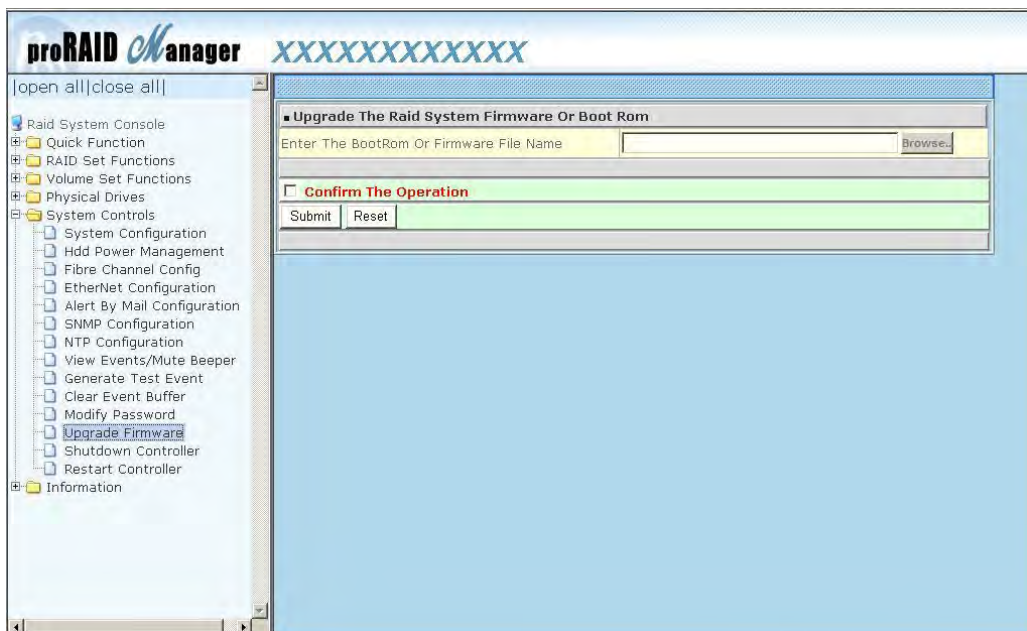 proRAID Manager XXXXXXXXXXXXX
|open all|close all|
Raid System Console
Quick Function
RAID Set Functions
Volume Set Functions
Physical Drives
System Controls
System Configuration
Hdd Power Management
Fibre Channel Config
EtherNet Configuration
Alert By Mail Configuration
SNMP Configuration
NTP Configuration
View Events/Mute Beeper
Generate Test Event
Clear Event Buffer
Modify Password
Upgrade Firmware
Shutdown Controller
Restart Controller
Information
Upgrade The Raid System Firmware Or Boot Rom
Enter The BootRom Or Firmware File Name
Browse..
Confirm The Operation
Submit Reset